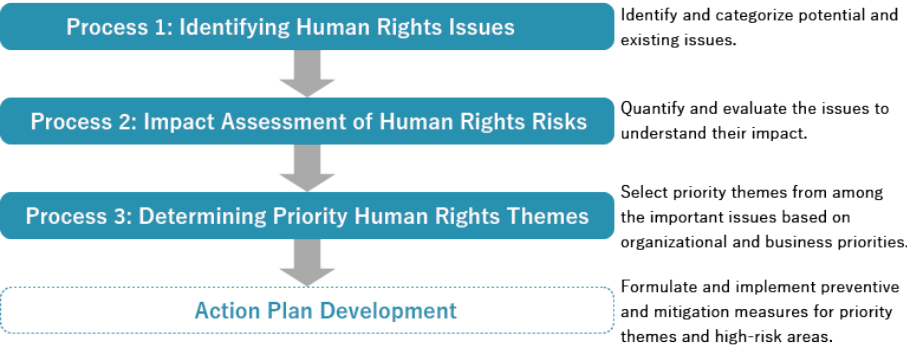 Process 1: Identifying Human Rights Issues
Identify and categorize potential and
existing issues.
Process 2: Impact Assessment of Human Rights Risks
Quantify and evaluate the issues to
understand their impact.
Process 3: Determining Priority Human Rights Themes
Select priority themes from among
the important issues based on
organizational and business priorities.
Action Plan Development
Formulate and implement preventive
and mitigation measures for priority
themes and high-risk areas.